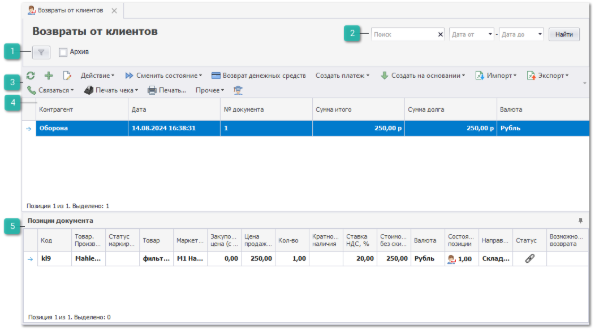 Возвраты от клиентов
Возвраты от клиентов
2 Поиск Дата от - Дата до Найти
1 Архив
Действие Сменить состояние Возврат денежных средств Создать платеж Создать на основании Импорт Экспорт
3 Связаться Печать чека Печать... Прочее
4 Контрагент Дата № документа Сумма итого Сумма долга Валюта
Оборона 14.08.2024 16:38:31 1 250,00 р 250,00 р Рубль
Позиция 1 из 1. Выделено: 1
5 Позиции документа
Код Товар. Произв... Статус маркир... Товар Маркет... Закупо... цена (с ... Цена продаж... Кол-во Кратно... наличия Ставка НДС, % Стоимо... без ски... Валюта Состоя... позиции Направ... Статус Возможно... возврата
kl9 Mahle... фильт... М1 На... 0,00 250,00 1,00 20,00 250,00 Рубль 1,00 Склад...
Позиция 1 из 1. Выделено: 0